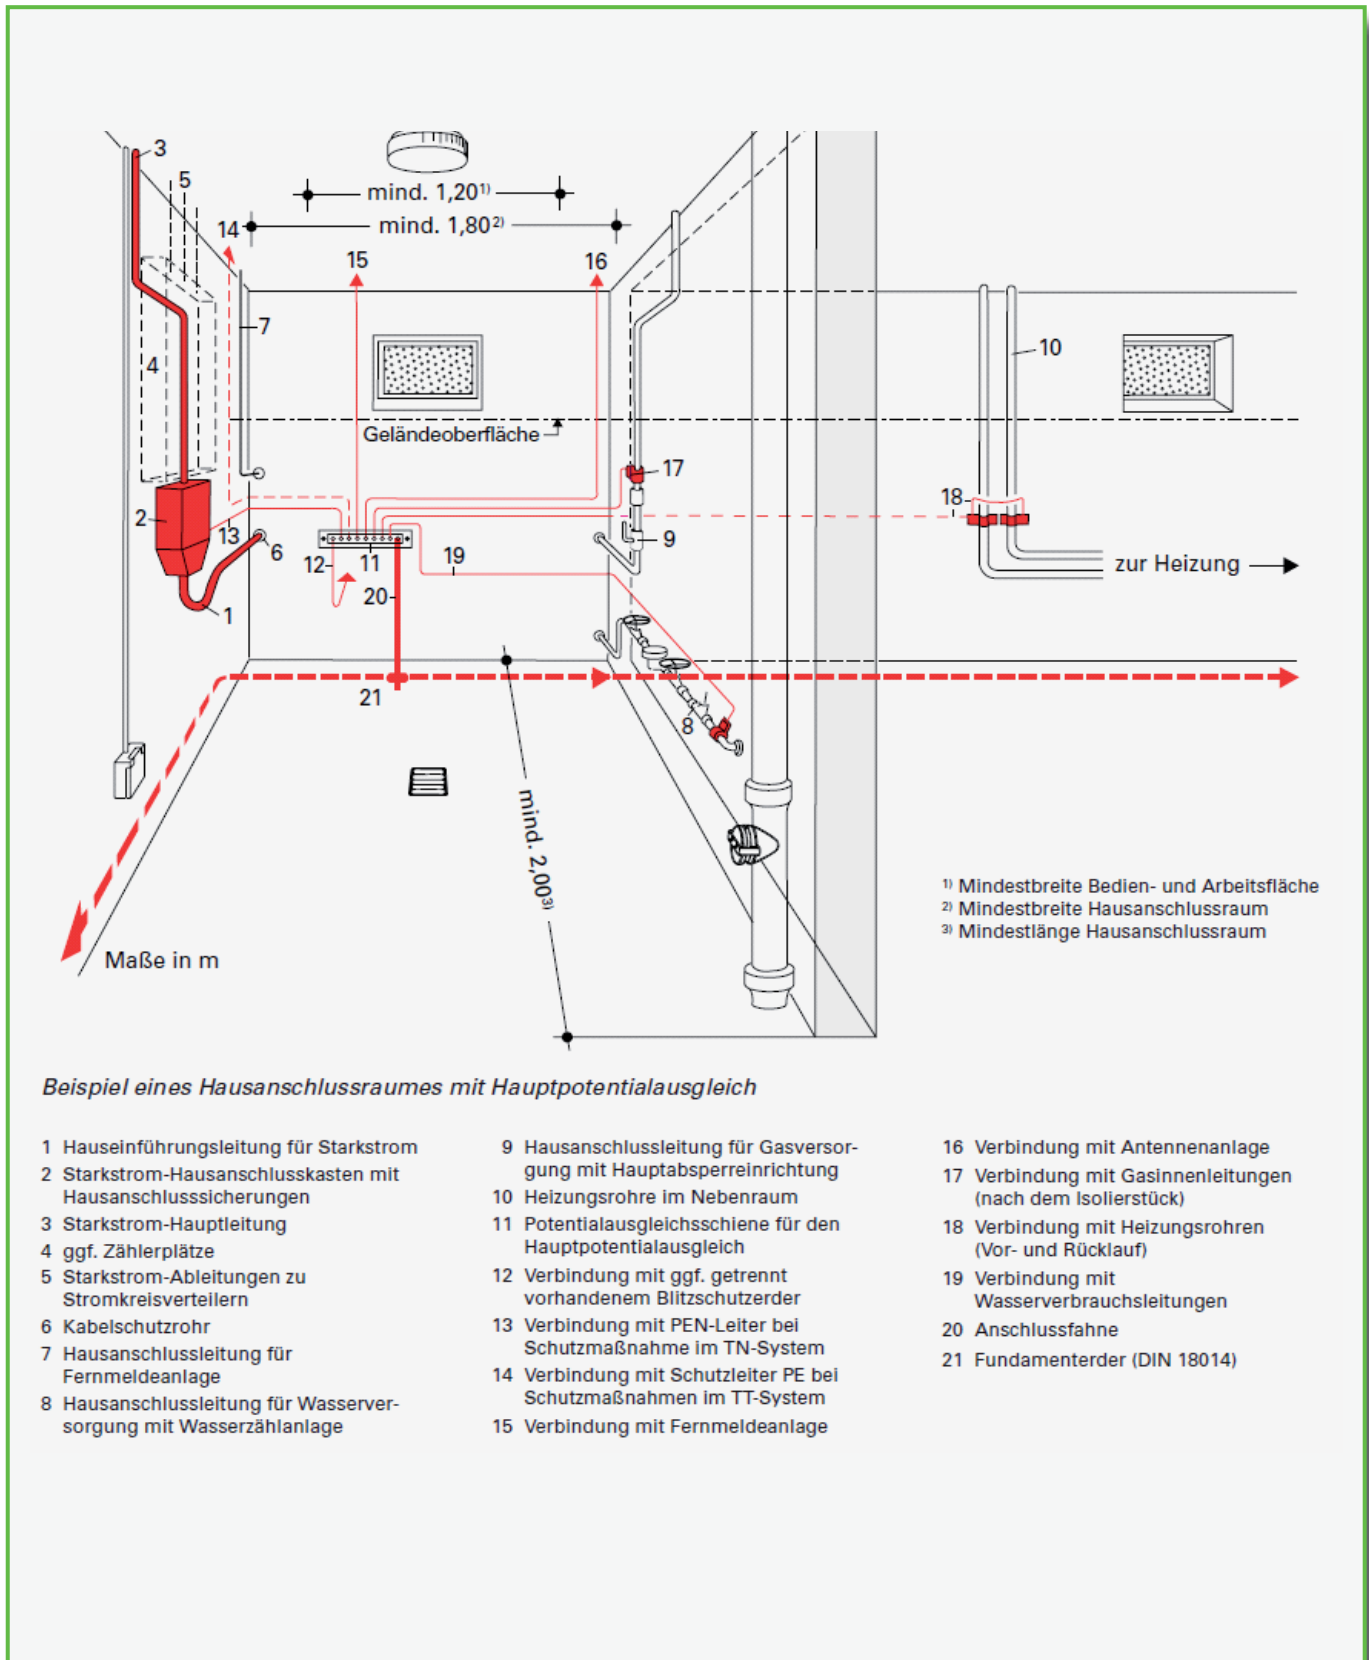 3
5
mind. 1,20¹⁾
mind. 1,80²⁾
14
15
16
7
4
10
Geländeoberfläche
17
18
2
13
6
12
11
9
19
zur Heizung
20
1
21
8
mind. 2,00³⁾
¹⁾ Mindestbreite Bedien- und Arbeitsfläche
²⁾ Mindestbreite Hausanschlussraum
³⁾ Mindestlänge Hausanschlussraum
Maße in m
Beispiel eines Hausanschlussraumes mit Hauptpotentialausgleich
1 Hauseinführungsleitung für Starkstrom
2 Starkstrom-Hausanschlusskasten mit
Hausanschlusssicherungen
3 Starkstrom-Hauptleitung
4 ggf. Zählerplätze
5 Starkstrom-Ableitungen zu
Stromkreisverteilern
6 Kabelschutzrohr
7 Hausanschlussleitung für
Fernmeldeanlage
8 Hausanschlussleitung für Wasserver-
sorgung mit Wasserzählanlage
9 Hausanschlussleitung für Gasversor-
gung mit Hauptabsperreinrichtung
10 Heizungsrohre im Nebenraum
11 Potentialausgleichsschiene für den
Hauptpotentialausgleich
12 Verbindung mit ggf. getrennt
vorhandenem Blitzschutzerder
13 Verbindung mit PEN-Leiter bei
Schutzmaßnahme im TN-System
14 Verbindung mit Schutzleiter PE bei
Schutzmaßnahmen im TT-System
15 Verbindung mit Fernmeldeanlage
16 Verbindung mit Antennenanlage
17 Verbindung mit Gasinnenleitungen
(nach dem Isolierstück)
18 Verbindung mit Heizungsrohren
(Vor- und Rücklauf)
19 Verbindung mit
Wasserverbrauchsleitungen
20 Anschlussfahne
21 Fundamenterder (DIN 18014)